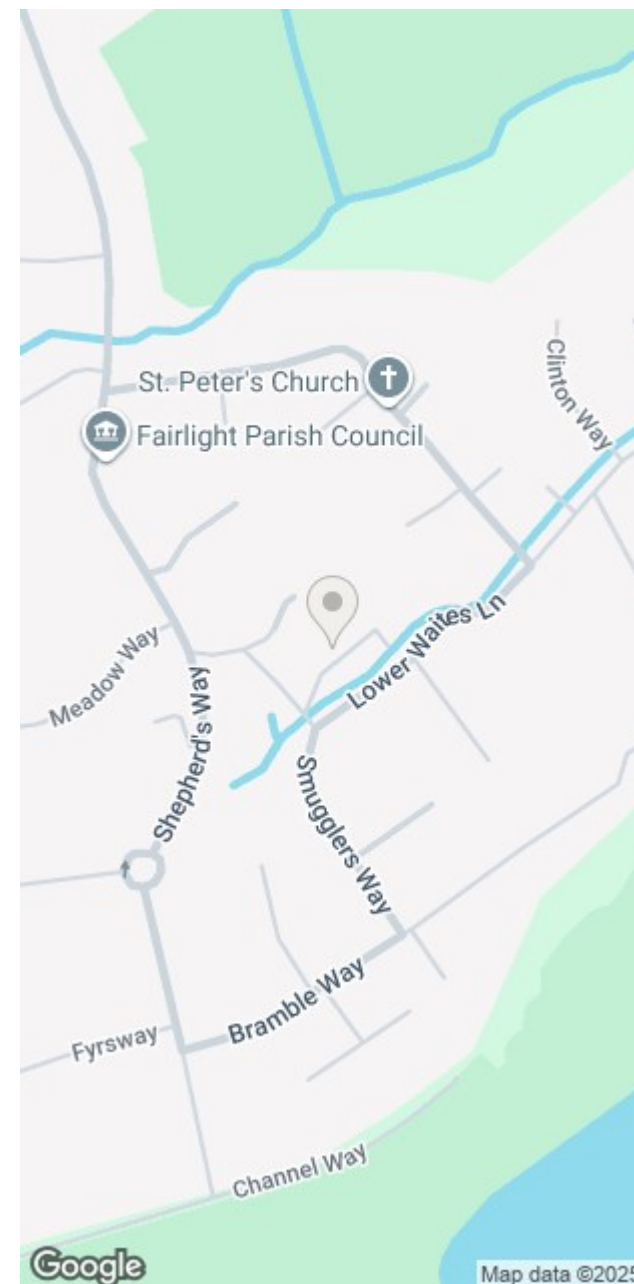 St. Peter's Church
Clinton Way
Fairlight Parish Council
Lower Waites Ln
Meadow Way
Shepherd's Way
Smugglers Way
Bramble Way
Fyrsway
Channel Way
Google
Map data ©2025